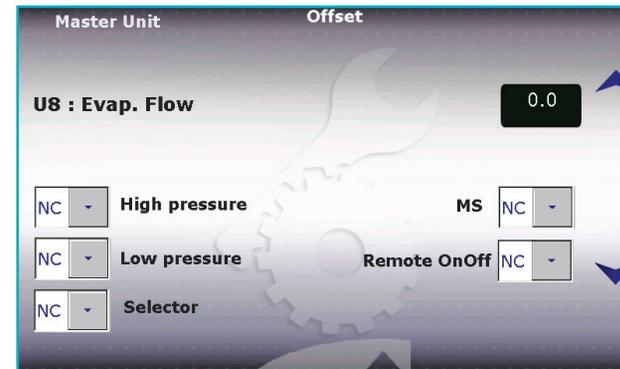 Master Unit Offset
U8 : Evap. Flow 0.0
NC High pressure MS NC
NC Low pressure Remote OnOff NC
NC Selector